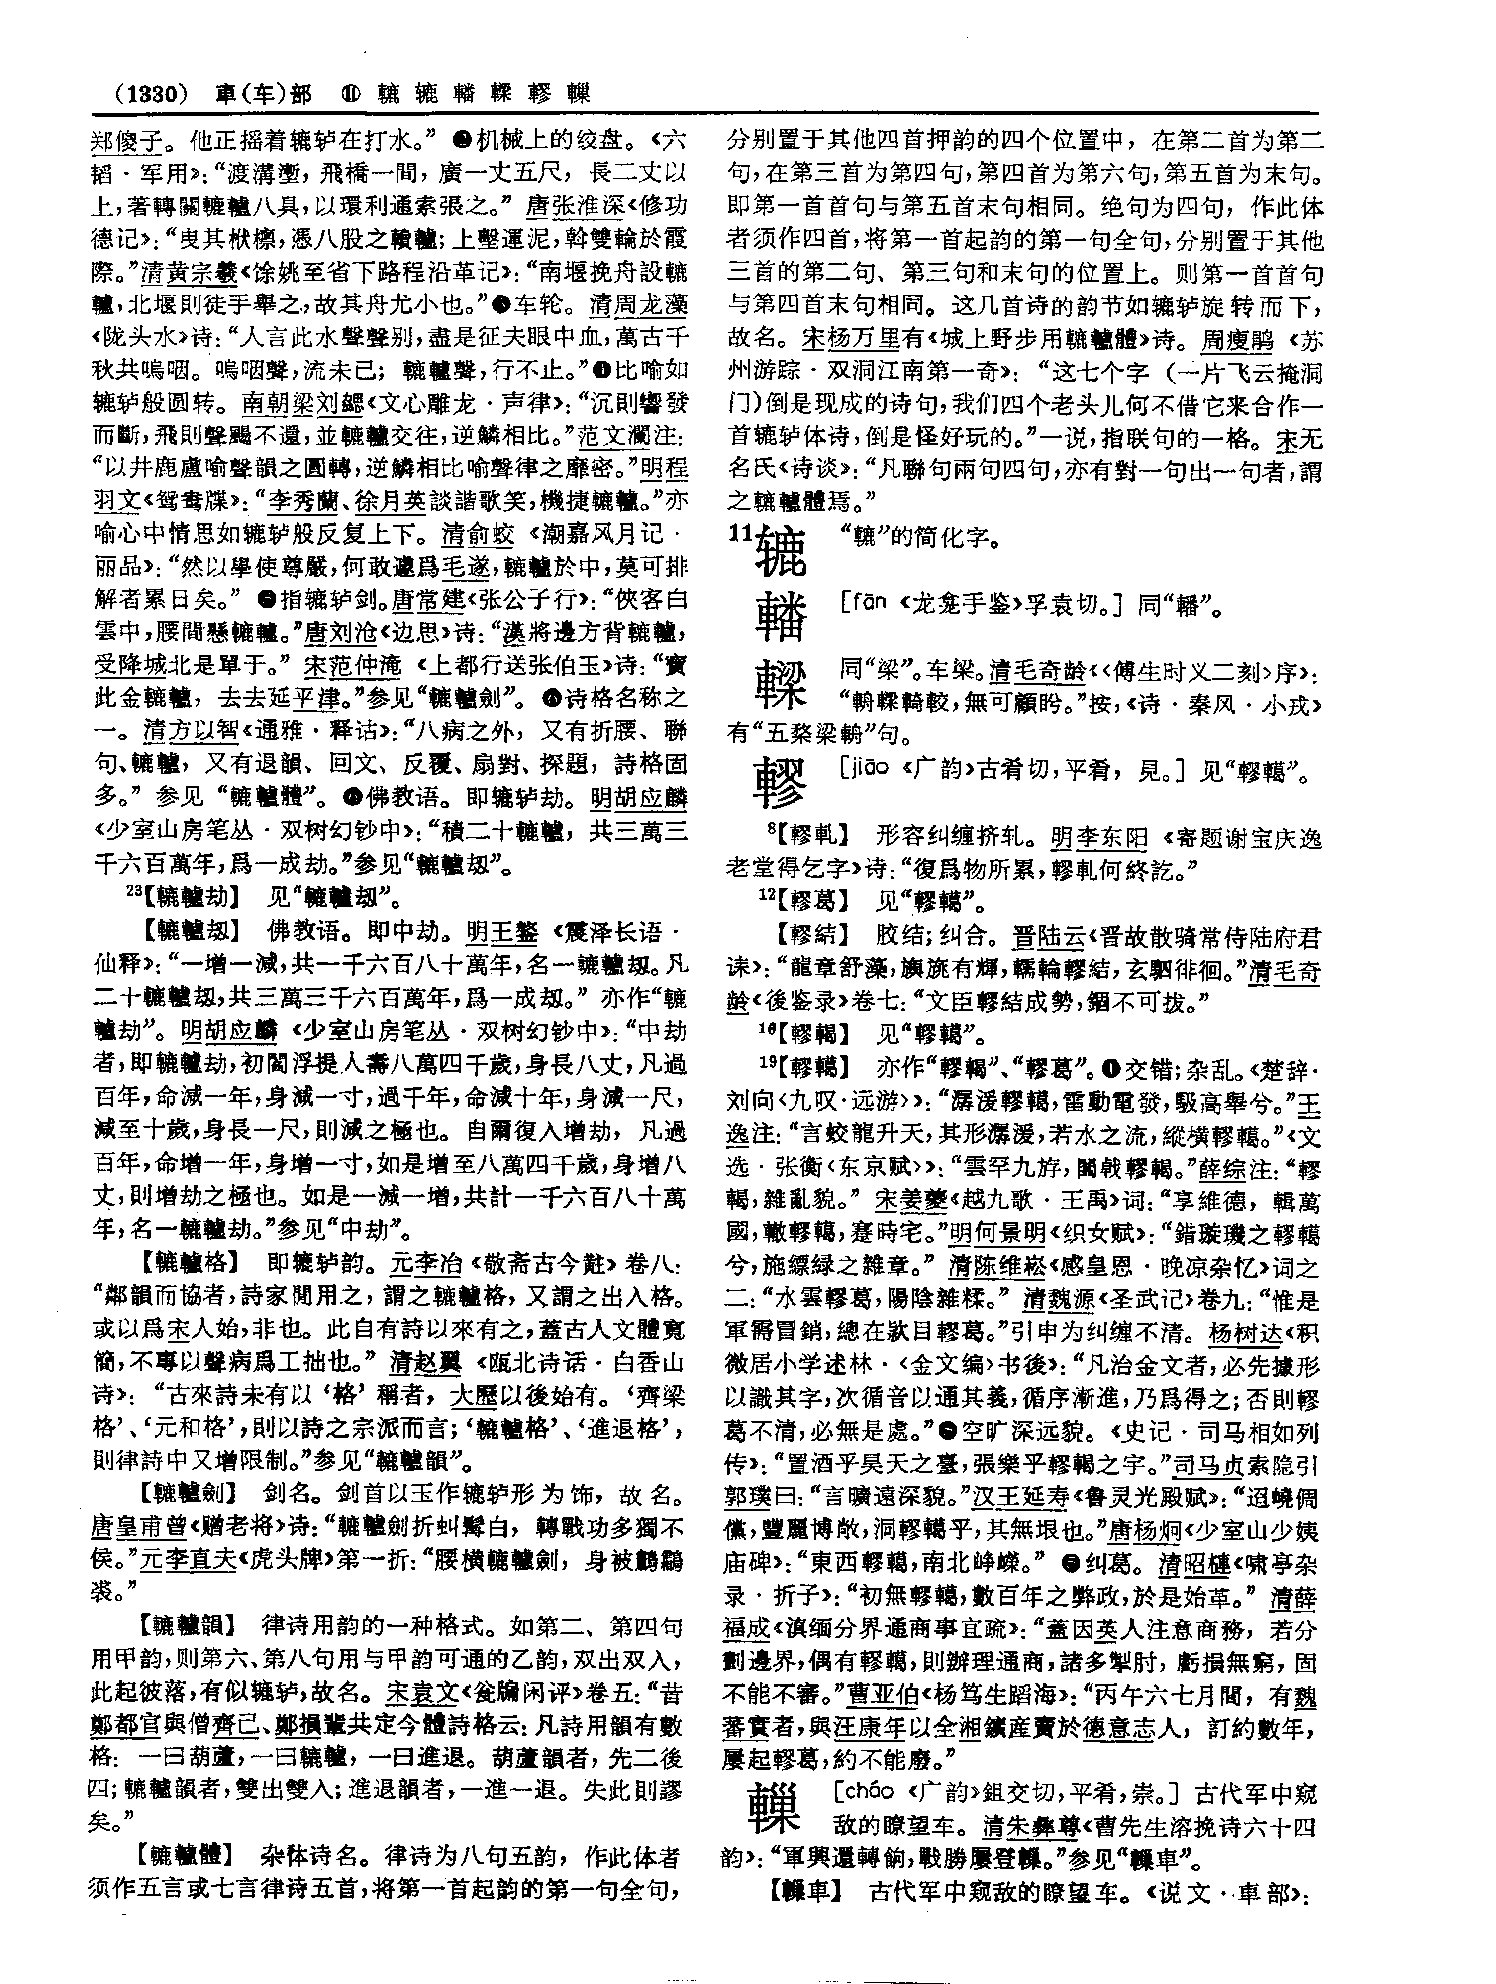 (1330) 車(车)部 ⑪ 轆 辘 轓 𨎹 轇 轈
郑傻子。他正摇着辘轳在打水。” ❷机械上的绞盘。《六
韬·军用》：“渡溝壍，飛橋一間，廣一丈五尺，長二丈以
上，著轉關轆轤八具，以環利通索張之。” 唐张淮深《修功
德记》：“曳其栿檩，憑八股之轆轤；上墼運泥，斡雙輪於霞
際。”清黄宗羲《馀姚至省下路程沿革记》：“南堰挽舟設轆
轤，北堰則徒手舉之，故其舟尤小也。”❸车轮。清周龙藻
《陇头水》诗：“人言此水聲聲别，盡是征夫眼中血，萬古千
秋共嗚咽。嗚咽聲，流未已；轆轤聲，行不止。”❹比喻如
辘轳般圆转。南朝梁刘勰《文心雕龙·声律》：“沉則響發
而斷，飛則聲颺不還，並轆轤交往，逆鱗相比。”范文瀾注：
“以井鹿盧喻聲韻之圓轉，逆鱗相比喻聲律之靡密。”明程
羽文《鸳鸯牒》：“李秀蘭、徐月英談諧歌笑，機捷轆轤。”亦
喻心中情思如辘轳般反复上下。清俞蛟《潮嘉风月记·
丽品》：“然以學使尊嚴，何敢遽爲毛遂，轆轤於中，莫可排
解者累日矣。” ❺指辘轳剑。唐常建《张公子行》：“俠客白
雲中，腰間懸轆轤。”唐刘沧《边思》诗：“漢將邊方背轆轤，
受降城北是單于。” 宋范仲淹《上都行送张伯玉》诗：“寶
此金轆轤，去去延平津。”参见“轆轤劍”。❻诗格名称之
一。清方以智《通雅·释诂》：“八病之外，又有折腰、聯
句、轆轤，又有退韻、回文、反覆、扇對、探題，詩格固
多。”参见“轆轤體”。❼佛教语。即辘轳劫。明胡应麟
《少室山房笔丛·双树幻钞中》：“積二十轆轤，共三萬三
千六百萬年，爲一成劫。”参见“轆轤刼”。
²³【轆轤劫】 见“轆轤刼”。
【轆轤刼】 佛教语。即中劫。明王鏊《震泽长语·
仙释》：“一增一減，共一千六百八十萬年，名一轆轤刼。凡
二十轆轤刼，共三萬三千六百萬年，爲一成刼。” 亦作“轆
轤劫”。明胡应麟《少室山房笔丛·双树幻钞中》：“中劫
者，即轆轤劫，初閻浮提人壽八萬四千歲，身長八丈，凡過
百年，命減一年，身減一寸，過千年，命減十年，身減一尺，
減至十歲，身長一尺，則減之極也。自爾復入增劫，凡過
百年，命增一年，身增一寸，如是增至八萬四千歲，身增八
丈，則增劫之極也。如是一減一增，共計一千六百八十萬
年，名一轆轤劫。”参见“中劫”。
【轆轤格】 即辘轳韵。元李冶《敬斋古今黈》卷八：
“鄰韻而協者，詩家閒用之，謂之轆轤格，又謂之出入格。
或以爲宋人始，非也。此自有詩以來有之，蓋古人文體寬
簡，不專以聲病爲工拙也。” 清赵翼《瓯北诗话·白香山
诗》：“古來詩未有以‘格’稱者，大歷以後始有。‘齊梁
格’、‘元和格’，則以詩之宗派而言；‘轆轤格’、‘進退格’，
則律詩中又增限制。”参见“轆轤韻”。
【轆轤劍】 剑名。剑首以玉作辘轳形为饰，故名。
唐皇甫曾《赠老将》诗：“轆轤劍折虬髯白，轉戰功多獨不
侯。”元李直夫《虎头牌》第一折：“腰横轆轤劍，身被鸕鷀
裘。”
【轆轤韻】 律诗用韵的一种格式。如第二、第四句
用甲韵，则第六、第八句用与甲韵可通的乙韵，双出双入，
此起彼落，有似辘轳，故名。宋袁文《瓮牖闲评》卷五：“昔
鄭都官與僧齊己、鄭損輩共定今體詩格云：凡詩用韻有數
格：一曰葫蘆，一曰轆轤，一曰進退。葫蘆韻者，先二後
四；轆轤韻者，雙出雙入；進退韻者，一進一退。失此則謬
矣。”
【轆轤體】 杂体诗名。律诗为八句五韵，作此体者
须作五言或七言律诗五首，将第一首起韵的第一句全句，
分别置于其他四首押韵的四个位置中，在第二首为第二
句，在第三首为第四句，第四首为第六句，第五首为末句。
即第一首首句与第五首末句相同。绝句为四句，作此体
者须作四首，将第一首起韵的第一句全句，分别置于其他
三首的第二句、第三句和末句的位置上。则第一首首句
与第四首末句相同。这几首诗的韵节如辘轳旋转而下，
故名。宋杨万里有《城上野步用轆轤體》诗。周瘦鹃《苏
州游踪·双洞江南第一奇》：“这七个字（一片飞云掩洞
门）倒是现成的诗句，我们四个老头儿何不借它来合作一
首辘轳体诗，倒是怪好玩的。”一说，指联句的一格。宋无
名氏《诗谈》：“凡聯句兩句四句，亦有對一句出一句者，謂
之轆轤體焉。”
11辘 “轆”的简化字。
[fān 《龙龛手鉴》孚袁切。] 同“轓”。
𨎹 同“梁”。车梁。清毛奇龄《〈傅生时义二刻〉序》：
“輈𨎹輢較，無可顧盻。”按，《诗·秦风·小戎》
有“五楘梁輈”句。
轇 [jiāo 《广韵》古肴切，平肴，見。] 见“轇轕”。
⁸【轇軋】 形容纠缠挤轧。明李东阳《寄题谢宝庆逸
老堂得乞字》诗：“復爲物所累，轇軋何終訖。”
¹²【轇葛】 见“轇轕”。
【轇結】 胶结；纠合。晋陆云《晋故散骑常侍陆府君
诔》：“龍章舒藻，旟旐有輝，轜輪轇結，玄駟徘徊。”清毛奇
龄《後鉴录》卷七：“文臣轇結成勢，錮不可拔。”
¹⁶【轇輵】 见“轇轕”。
¹⁹【轇轕】 亦作“轇輵”、“轇葛”。❶交错；杂乱。《楚辞·
刘向〈九叹·远游〉》：“潺湲轇轕，雷動電發，馺高舉兮。”王
逸注：“言蛟龍升天，其形潺湲，若水之流，縱横轇轕。”《文
选·张衡〈东京赋〉》：“雲罕九斿，闟戟轇輵。”薛综注：“轇
輵，雜亂貌。” 宋姜夔《越九歌·王禹》词：“享維德，輯萬
國，轍轇轕，蹇時宅。”明何景明《织女赋》：“錯璇璣之轇轕
兮，施縹緑之雜章。” 清陈维崧《感皇恩·晚凉杂忆》词之
二：“水雲轇葛，陽陰雜糅。” 清魏源《圣武记》卷九：“惟是
軍需冒銷，總在款目轇葛。”引申为纠缠不清。杨树达《积
微居小学述林·〈金文编〉书後》：“凡治金文者，必先據形
以識其字，次循音以通其義，循序漸進，乃爲得之；否則轇
葛不清，必無是處。”❷空旷深远貌。《史记·司马相如列
传》：“置酒乎昊天之臺，張樂乎轇輵之宇。”司马贞索隐引
郭璞曰：“言曠遠深貌。”汉王延寿《鲁灵光殿赋》：“迢嶢倜
儻，豐麗博敞，洞轇轕乎，其無垠也。”唐杨炯《少室山少姨
庙碑》：“東西轇轕，南北峥嶸。” ❸纠葛。清昭槤《啸亭杂
录·折子》：“初無轇轕，數百年之弊政，於是始革。” 清薛
福成《滇缅分界通商事宜疏》：“蓋因英人注意商務，若分
劃邊界，偶有轇轕，則辦理通商，諸多掣肘，虧損無窮，固
不能不審。”曹亚伯《杨笃生蹈海》：“丙午六七月間，有魏
蕃實者，與汪康年以全湘鑛産賣於德意志人，訂約數年，
屢起轇葛，約不能廢。”
轈 [cháo 《广韵》鉏交切，平肴，崇。] 古代军中窥
敌的瞭望车。清朱彝尊《曹先生溶挽诗六十四
韵》：“軍興還轉餉，戰勝屢登轈。”参见“轈車”。
【轈車】 古代军中窥敌的瞭望车。《说文·車部》：